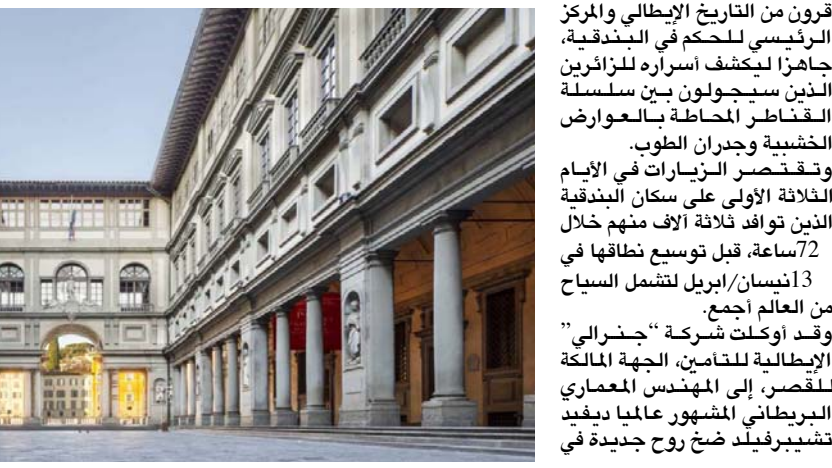 قرون من التاريخ الإيطالي والمركز
الرئيسي للحكم في البندقية،
جاهزا ليكشف أسراره للزائرين
الذين سيجولون بين سلسلة
القناطر المحاطة بالعوارض
الخشبية وجدران الطوب.
وتقتصر الزيارات في الأيام
الثلاثة الأولى على سكان البندقية
الذين توافد ثلاثة آلاف منهم خلال
72ساعة، قبل توسيع نطاقها في
13نيسان/ابريل لتشمل السياح
من العالم أجمع.
وقد أوكلت شركة “جنرالي”
الإيطالية للتأمين، الجهة المالكة
للقصر، إلى المهندس المعماري
البريطاني المشهور عالميا ديفيد
تشيبرفيلد ضخ روح جديدة في